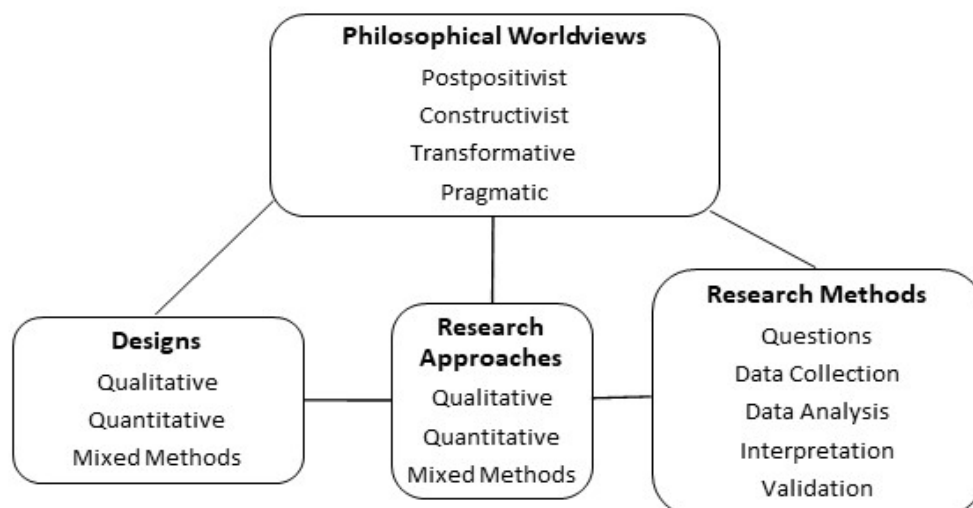 Philosophical Worldviews
Postpositivist
Constructivist
Transformative
Pragmatic
Designs
Qualitative
Quantitative
Mixed Methods
Research
Approaches
Qualitative
Quantitative
Mixed Methods
Research Methods
Questions
Data Collection
Data Analysis
Interpretation
Validation